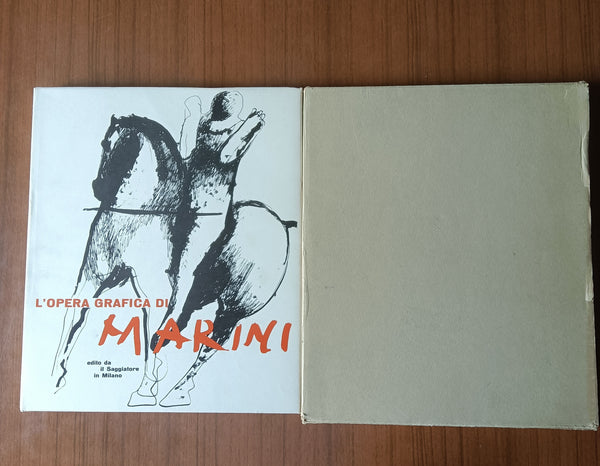 L'OPERA GRAFICA DI
MARINI
edito da
il Saggiatore
in Milano